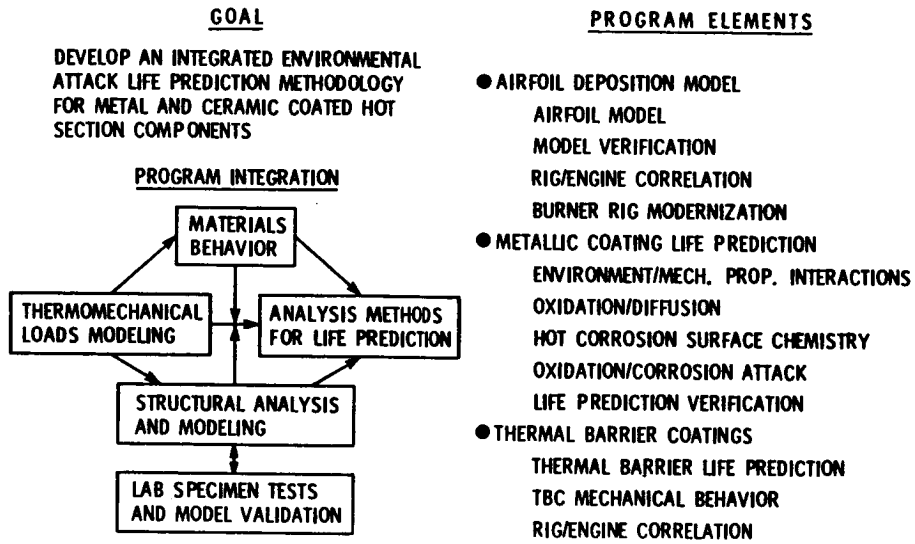 GOAL
DEVELOP AN INTEGRATED ENVIRONMENTAL
ATTACK LIFE PREDICTION METHODOLOGY
FOR METAL AND CERAMIC COATED HOT
SECTION COMPONENTS
PROGRAM INTEGRATION
MATERIALS
BEHAVIOR
THERMOMECHANICAL
LOADS MODELING
ANALYSIS METHODS
FOR LIFE PREDICTION
STRUCTURAL ANALYSIS
AND MODELING
LAB SPECIMEN TESTS
AND MODEL VALIDATION
PROGRAM ELEMENTS
● AIRFOIL DEPOSITION MODEL
AIRFOIL MODEL
MODEL VERIFICATION
RIG/ENGINE CORRELATION
BURNER RIG MODERNIZATION
● METALLIC COATING LIFE PREDICTION
ENVIRONMENT/MECH. PROP. INTERACTIONS
OXIDATION/DIFFUSION
HOT CORROSION SURFACE CHEMISTRY
OXIDATION/CORROSION ATTACK
LIFE PREDICTION VERIFICATION
● THERMAL BARRIER COATINGS
THERMAL BARRIER LIFE PREDICTION
TBC MECHANICAL BEHAVIOR
RIG/ENGINE CORRELATION